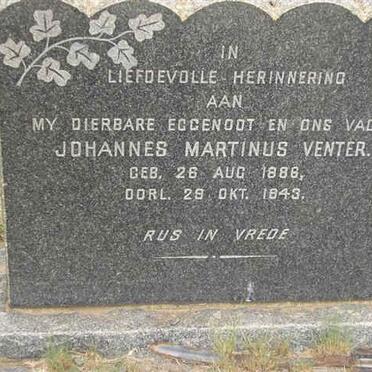 IN
LIEFDEVOLLE HERINNERING
AAN
MY DIERBARE EGGENOOT EN ONS VAD
JOHANNES MARTINUS VENTER.
GEB. 26 AUG 1886,
OORL. 29 OKT. 1943.
RUS IN VREDE